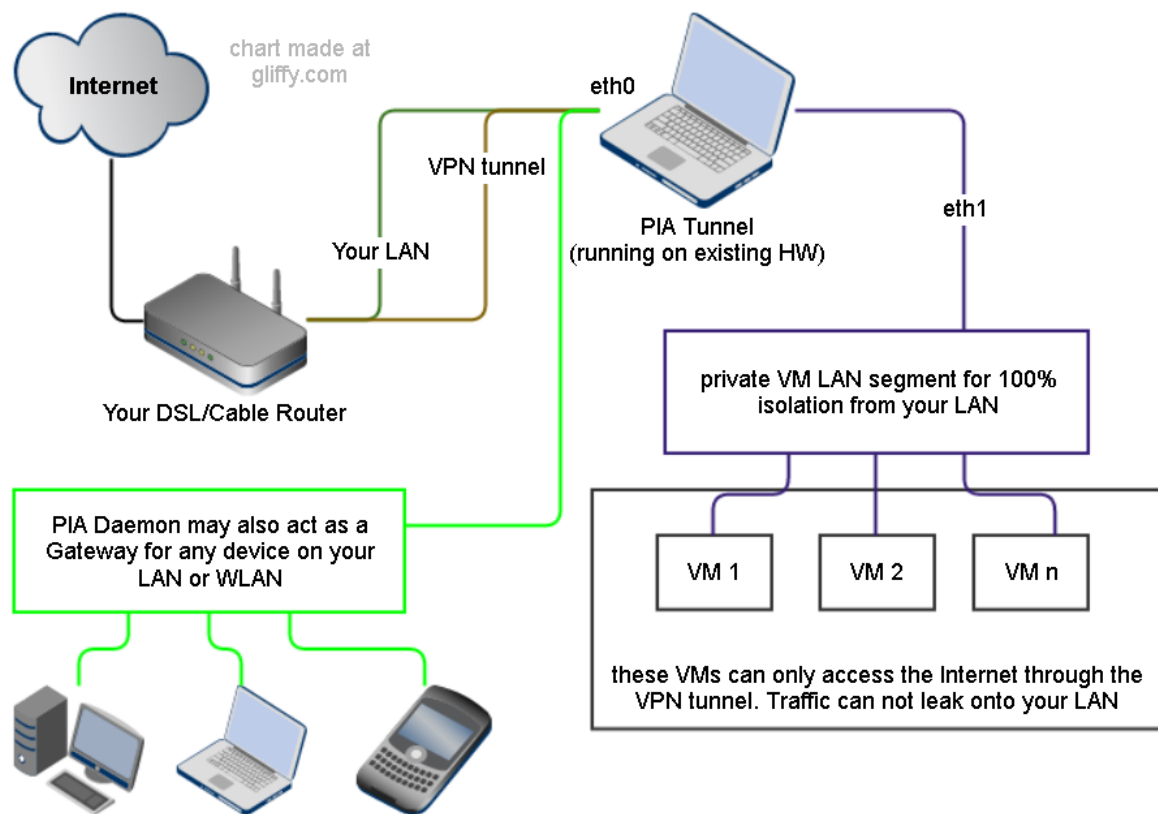 chart made at
gliffy.com
Internet
eth0
VPN tunnel
Your LAN
PIA Tunnel
(running on existing HW)
eth1
Your DSL/Cable Router
private VM LAN segment for 100%
isolation from your LAN
PIA Daemon may also act as a
Gateway for any device on your
LAN or WLAN
VM 1
VM 2
VM n
these VMs can only access the Internet through the
VPN tunnel. Traffic can not leak onto your LAN